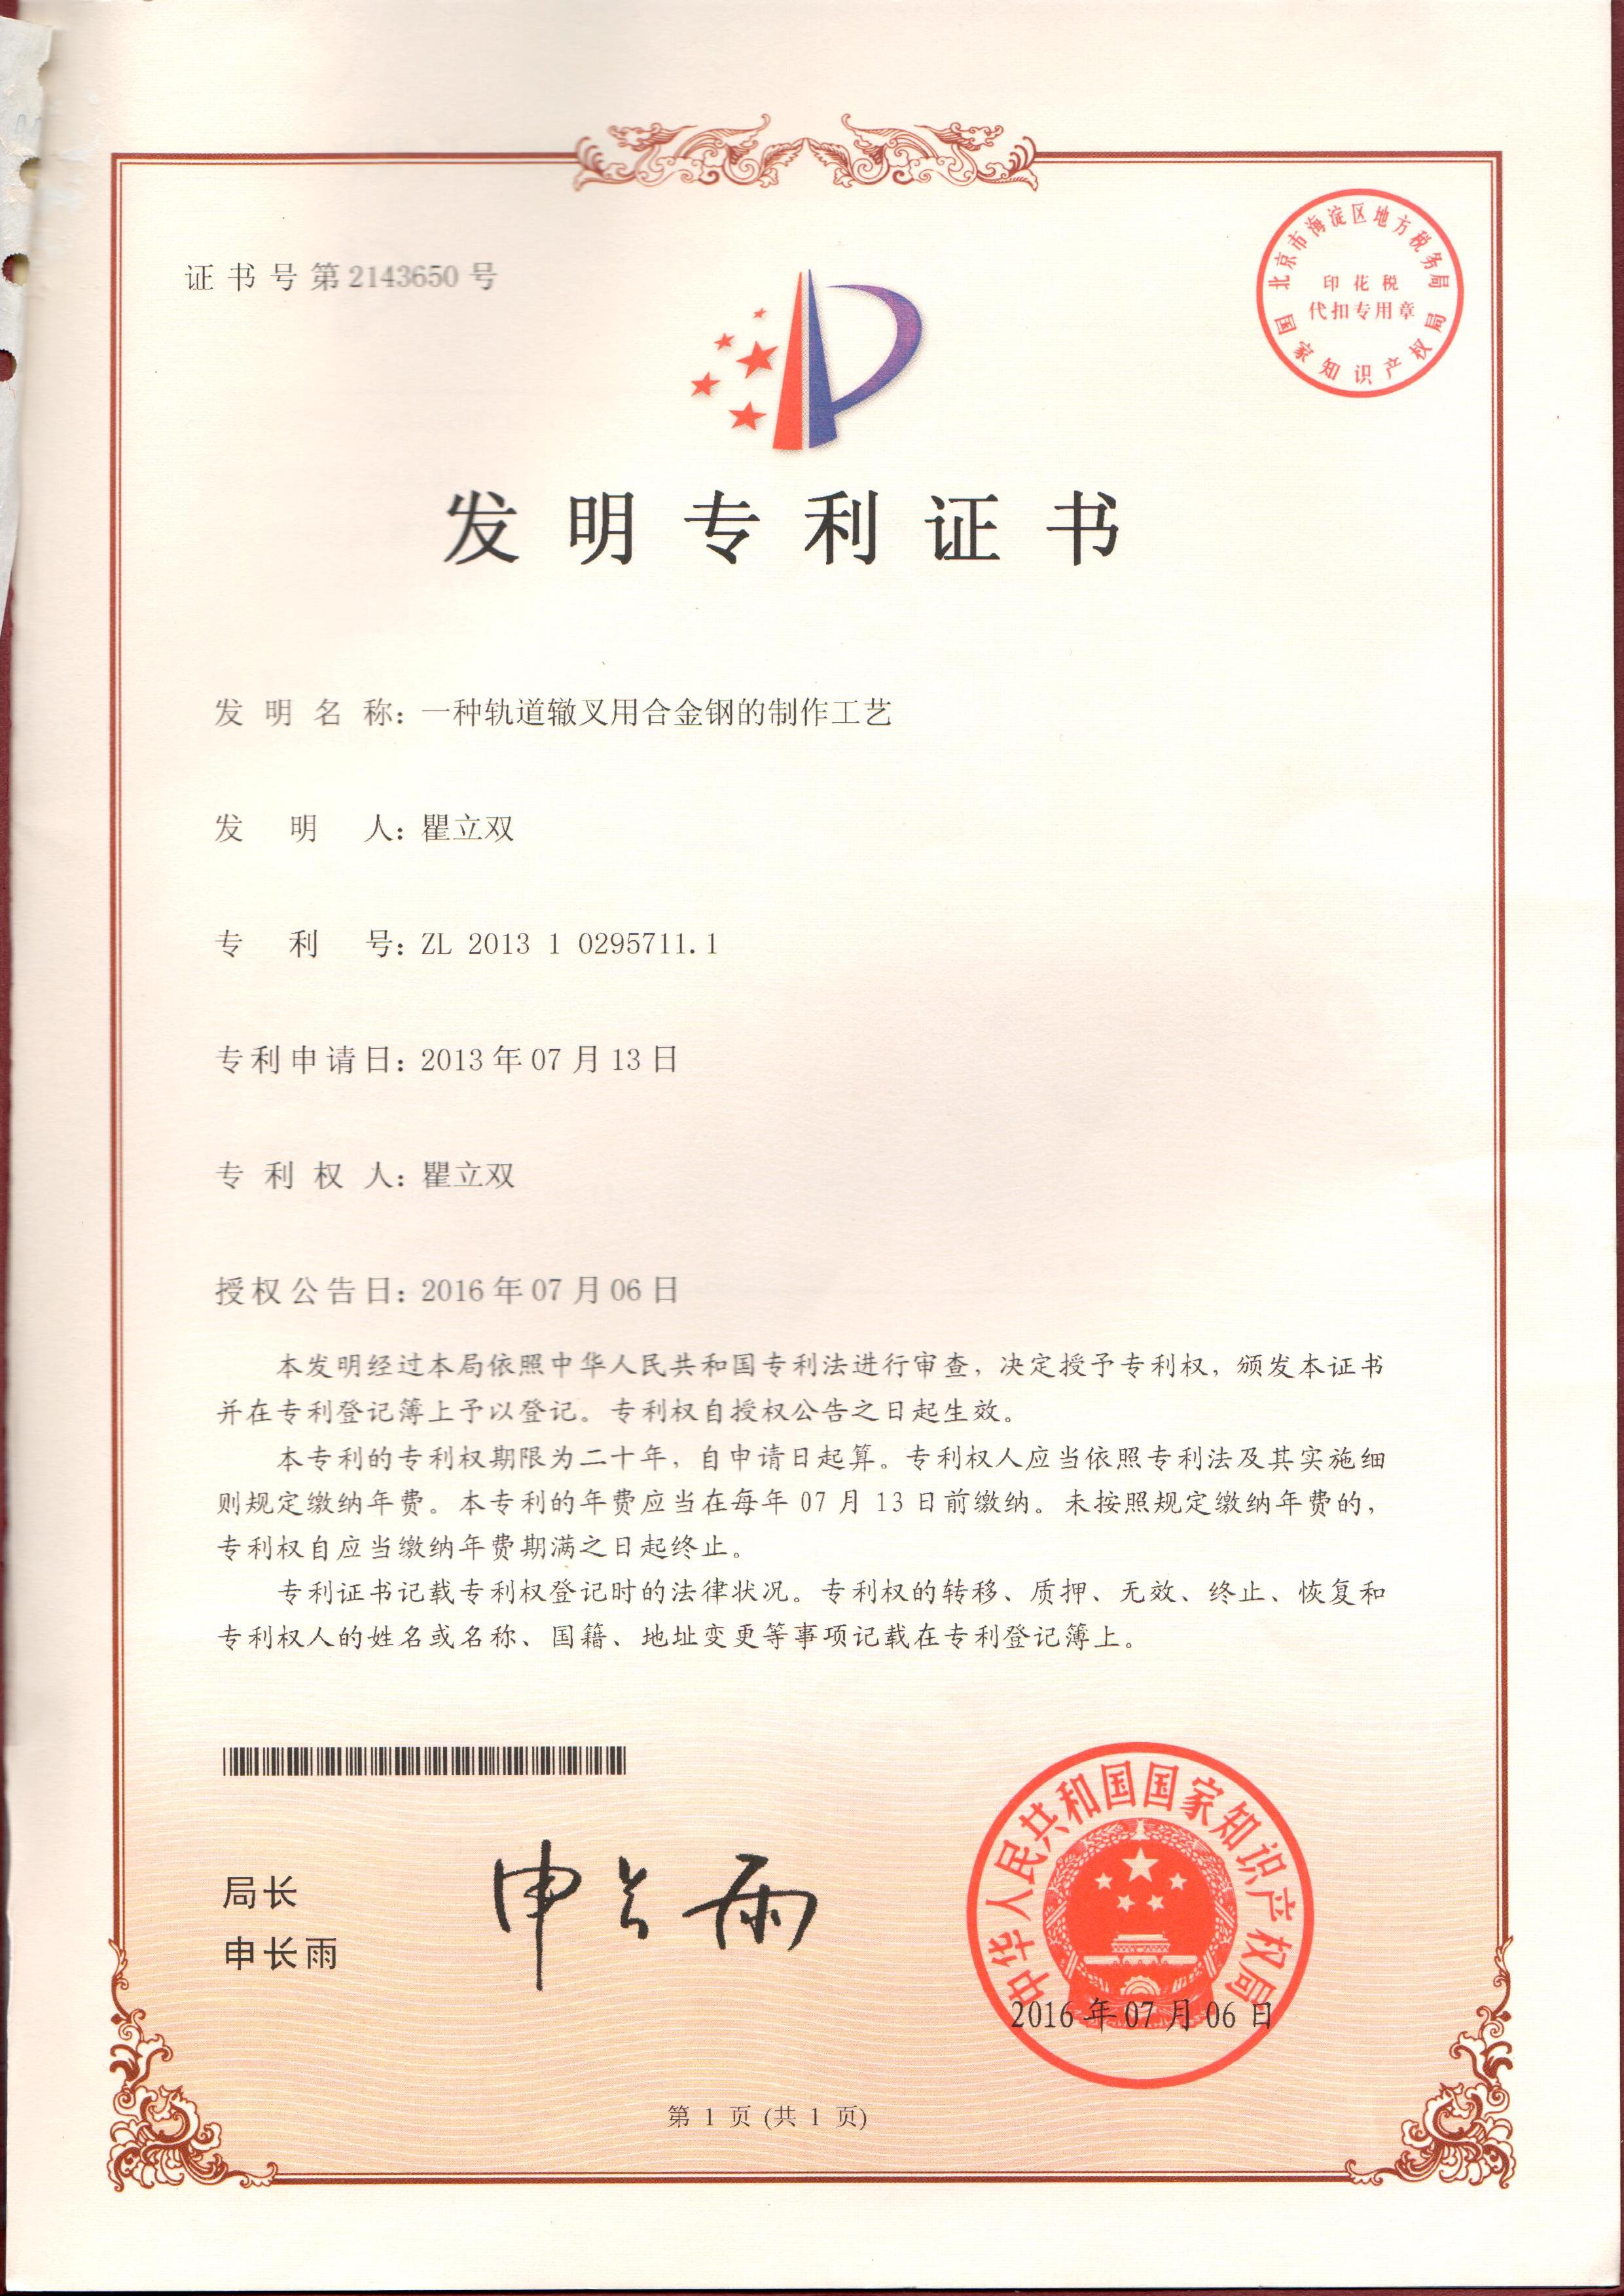 证书号第2143650号
北京市海淀区地方税务局
印花税
代扣专用章
国家知识产权局
发明专利证书
发明名称：一种轨道辙叉用合金钢的制作工艺
发明人：瞿立双
专利号：ZL 2013 1 0295711.1
专利申请日：2013年07月13日
专利权人：瞿立双
授权公告日：2016年07月06日
本发明经过本局依照中华人民共和国专利法进行审查，决定授予专利权，颁发本证书
并在专利登记簿上予以登记。专利权自授权公告之日起生效。
本专利的专利权期限为二十年，自申请日起算。专利权人应当依照专利法及其实施细
则规定缴纳年费。本专利的年费应当在每年 07 月 13 日前缴纳。未按照规定缴纳年费的，
专利权自应当缴纳年费期满之日起终止。
专利证书记载专利权登记时的法律状况。专利权的转移、质押、无效、终止、恢复和
专利权人的姓名或名称、国籍、地址变更等事项记载在专利登记簿上。
局长
申长雨
申长雨
中华人民共和国国家知识产权局
2016年07月06日
第 1 页 (共 1 页)